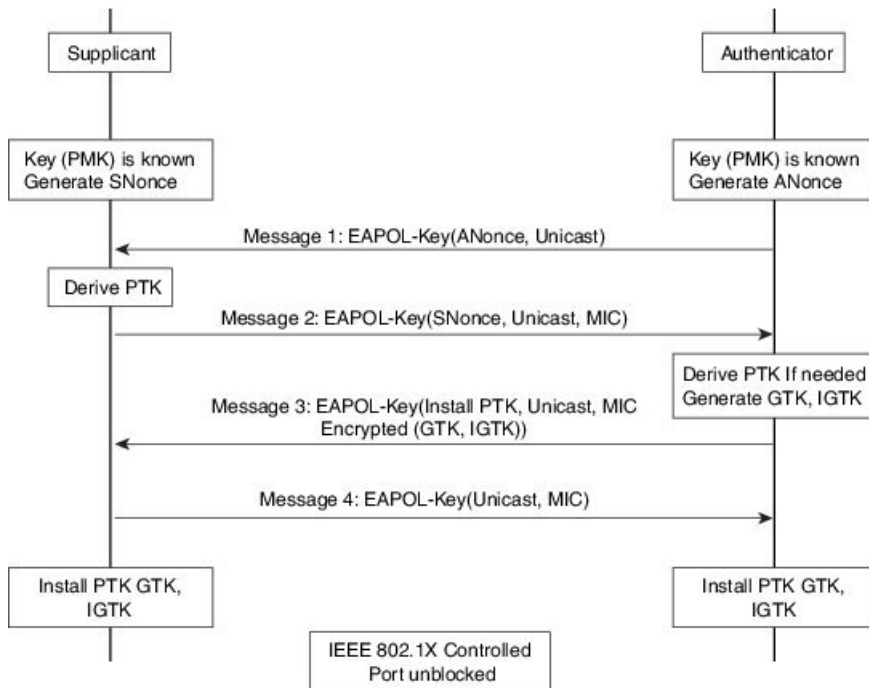 Supplicant
Authenticator
Key (PMK) is known
Generate SNonce
Key (PMK) is known
Generate ANonce
Message 1: EAPOL-Key(ANonce, Unicast)
Derive PTK
Message 2: EAPOL-Key(SNonce, Unicast, MIC)
Derive PTK If needed
Generate GTK, IGTK
Message 3: EAPOL-Key(Install PTK, Unicast, MIC
Encrypted (GTK, IGTK))
Message 4: EAPOL-Key(Unicast, MIC)
Install PTK GTK,
IGTK
Install PTK GTK,
IGTK
IEEE 802.1X Controlled
Port unblocked